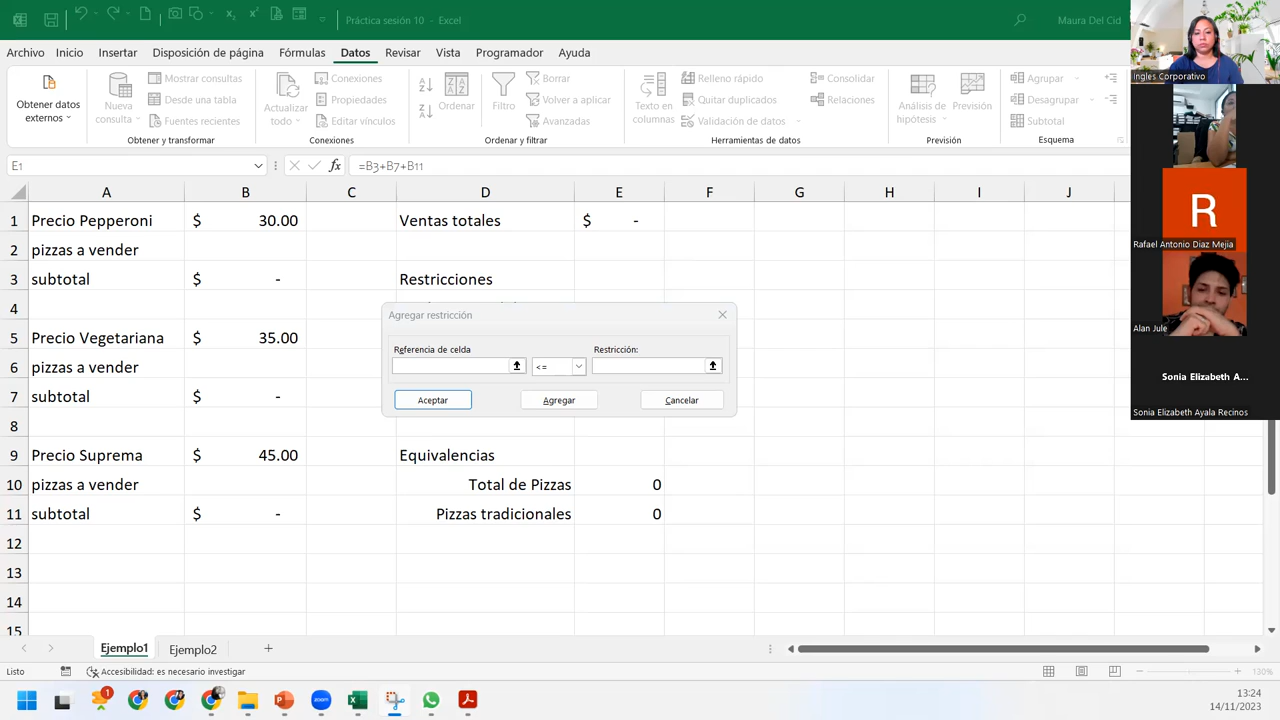 Práctica sesión 10 - Excel
Maura Del Cid
Archivo Inicio Insertar Disposición de página Fórmulas Datos Revisar Vista Programador Ayuda
Obtener datos externos
Nueva consulta
Mostrar consultas
Desde una tabla
Fuentes recientes
Obtener y transformar
Actualizar todo
Conexiones
Propiedades
Editar vínculos
Conexiones
Ordenar
Filtro
Borrar
Volver a aplicar
Avanzadas
Ordenar y filtrar
Texto en columnas
Relleno rápido
Quitar duplicados
Validación de datos
Consolidar
Relaciones
Herramientas de datos
Análisis de hipótesis
Previsión
Previsión
Agrupar
Desagrupar
Subtotal
Esquema
E1 fx =B3+B7+B11
A B C D E F G H I J
1 Precio Pepperoni $ 30.00 Ventas totales $ -
2 pizzas a vender
3 subtotal $ - Restricciones
4
5 Precio Vegetariana $ 35.00
6 pizzas a vender
7 subtotal $ -
8
9 Precio Suprema $ 45.00 Equivalencias
10 pizzas a vender Total de Pizzas 0
11 subtotal $ - Pizzas tradicionales 0
12
13
14
15
Agregar restricción
Referencia de celda
<=
Restricción:
Aceptar Agregar Cancelar
Ingles Corporativo
R
Rafael Antonio Diaz Mejia
Alan Jule
Sonia Elizabeth A...
Sonia Elizabeth Ayala Recinos
Ejemplo1 Ejemplo2
Listo Accesibilidad: es necesario investigar
130%
1
zoom
13:24
14/11/2023